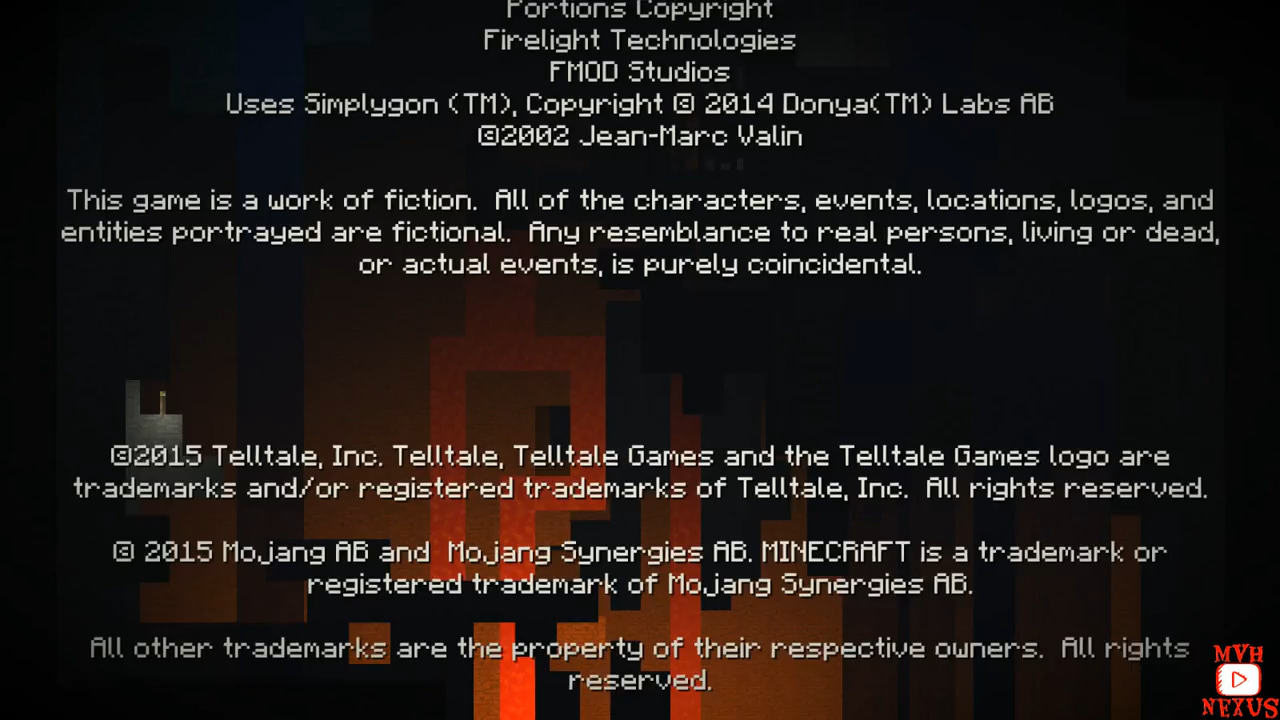 Portions Copyright
Firelight Technologies
FMOD Studios
Uses Simplygon (TM), Copyright © 2014 Donya(TM) Labs AB
©2002 Jean-Marc Valin
This game is a work of fiction.  All of the characters, events, locations, logos, and
entities portrayed are fictional.  Any resemblance to real persons, living or dead,
or actual events, is purely coincidental.
©2015 Telltale, Inc. Telltale, Telltale Games and the Telltale Games logo are
trademarks and/or registered trademarks of Telltale, Inc.  All rights reserved.
© 2015 Mojang AB and  Mojang Synergies AB. MINECRAFT is a trademark or
registered trademark of Mojang Synergies AB.
All other trademarks are the property of their respective owners.  All rights
reserved.
MVH
NEXUS